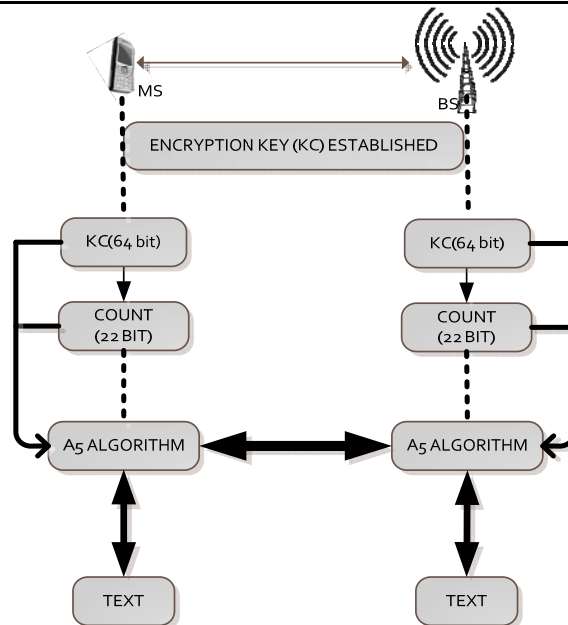 MS
BS
ENCRYPTION KEY (KC) ESTABLISHED
KC(64 bit)
KC(64 bit)
COUNT
(22 BIT)
COUNT
(22 BIT)
A5 ALGORITHM
A5 ALGORITHM
TEXT
TEXT